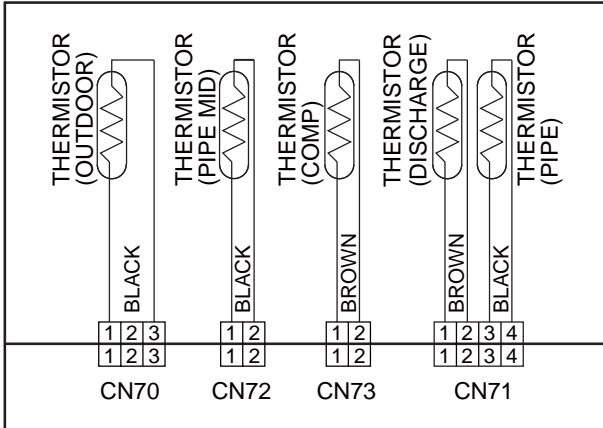 THERMISTOR
(OUTDOOR)
THERMISTOR
(PIPE MID)
THERMISTOR
(COMP)
THERMISTOR
(DISCHARGE)
THERMISTOR
(PIPE)
BLACK
BLACK
BROWN
BROWN
BLACK
1 2 3 1 2 1 2 1 2 3 4
1 2 3 1 2 1 2 1 2 3 4
CN70 CN72 CN73 CN71